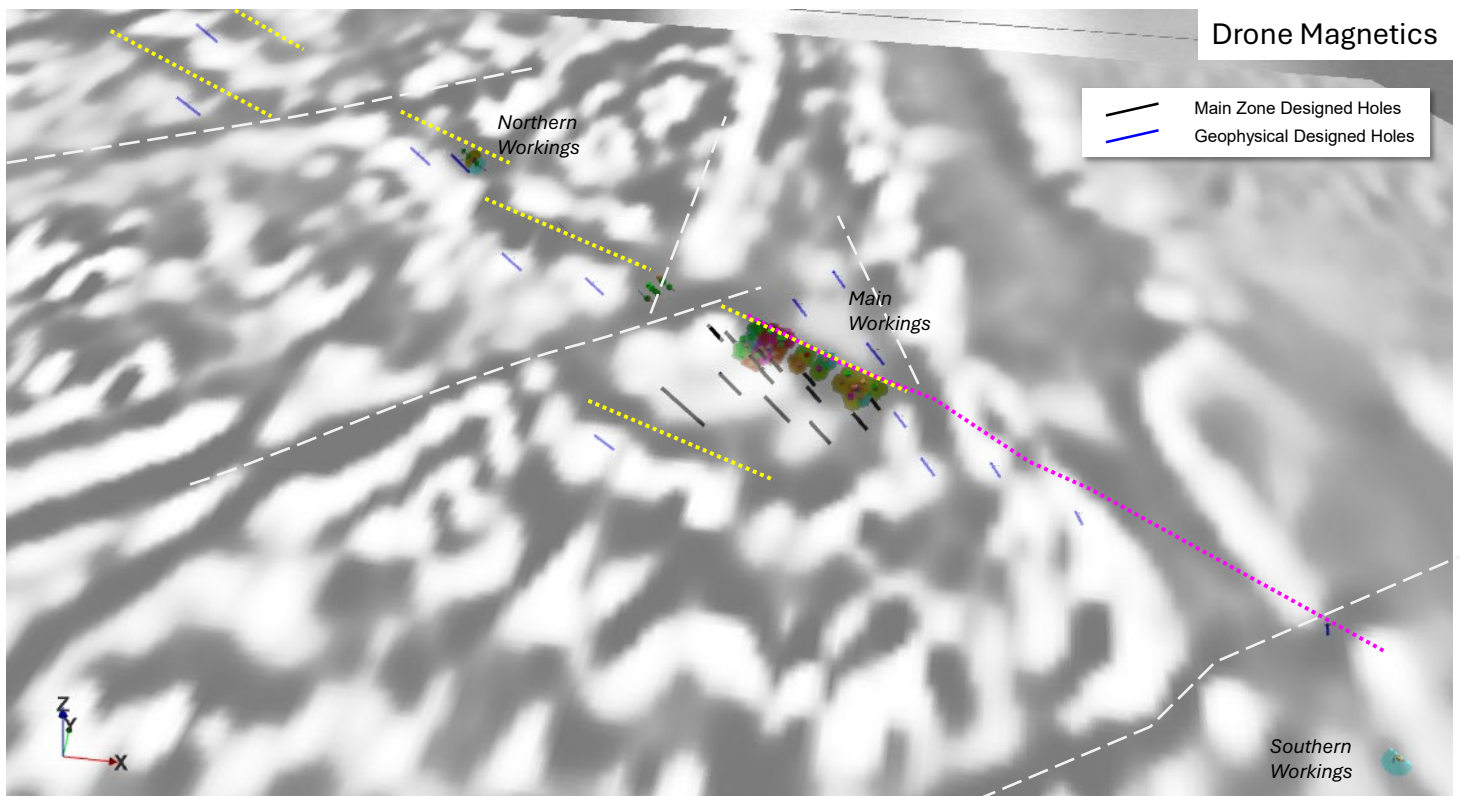 Drone Magnetics
Main Zone Designed Holes
Geophysical Designed Holes
Northern
Workings
Main
Workings
Southern
Workings
Z
Y
X